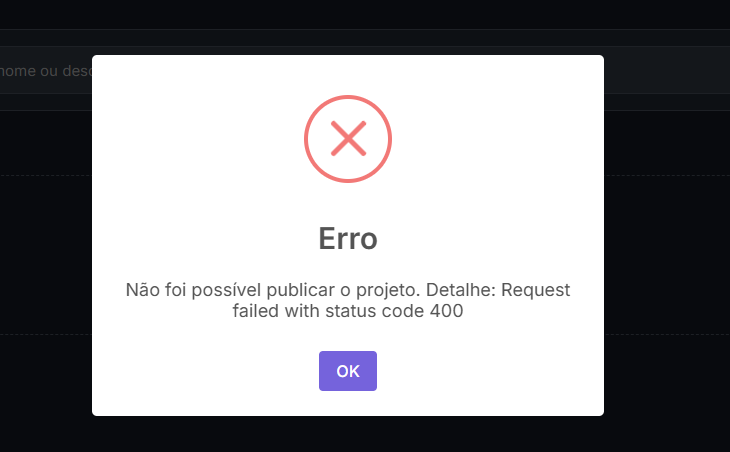 nome ou desc
Erro
Não foi possível publicar o projeto. Detalhe: Request
failed with status code 400
OK